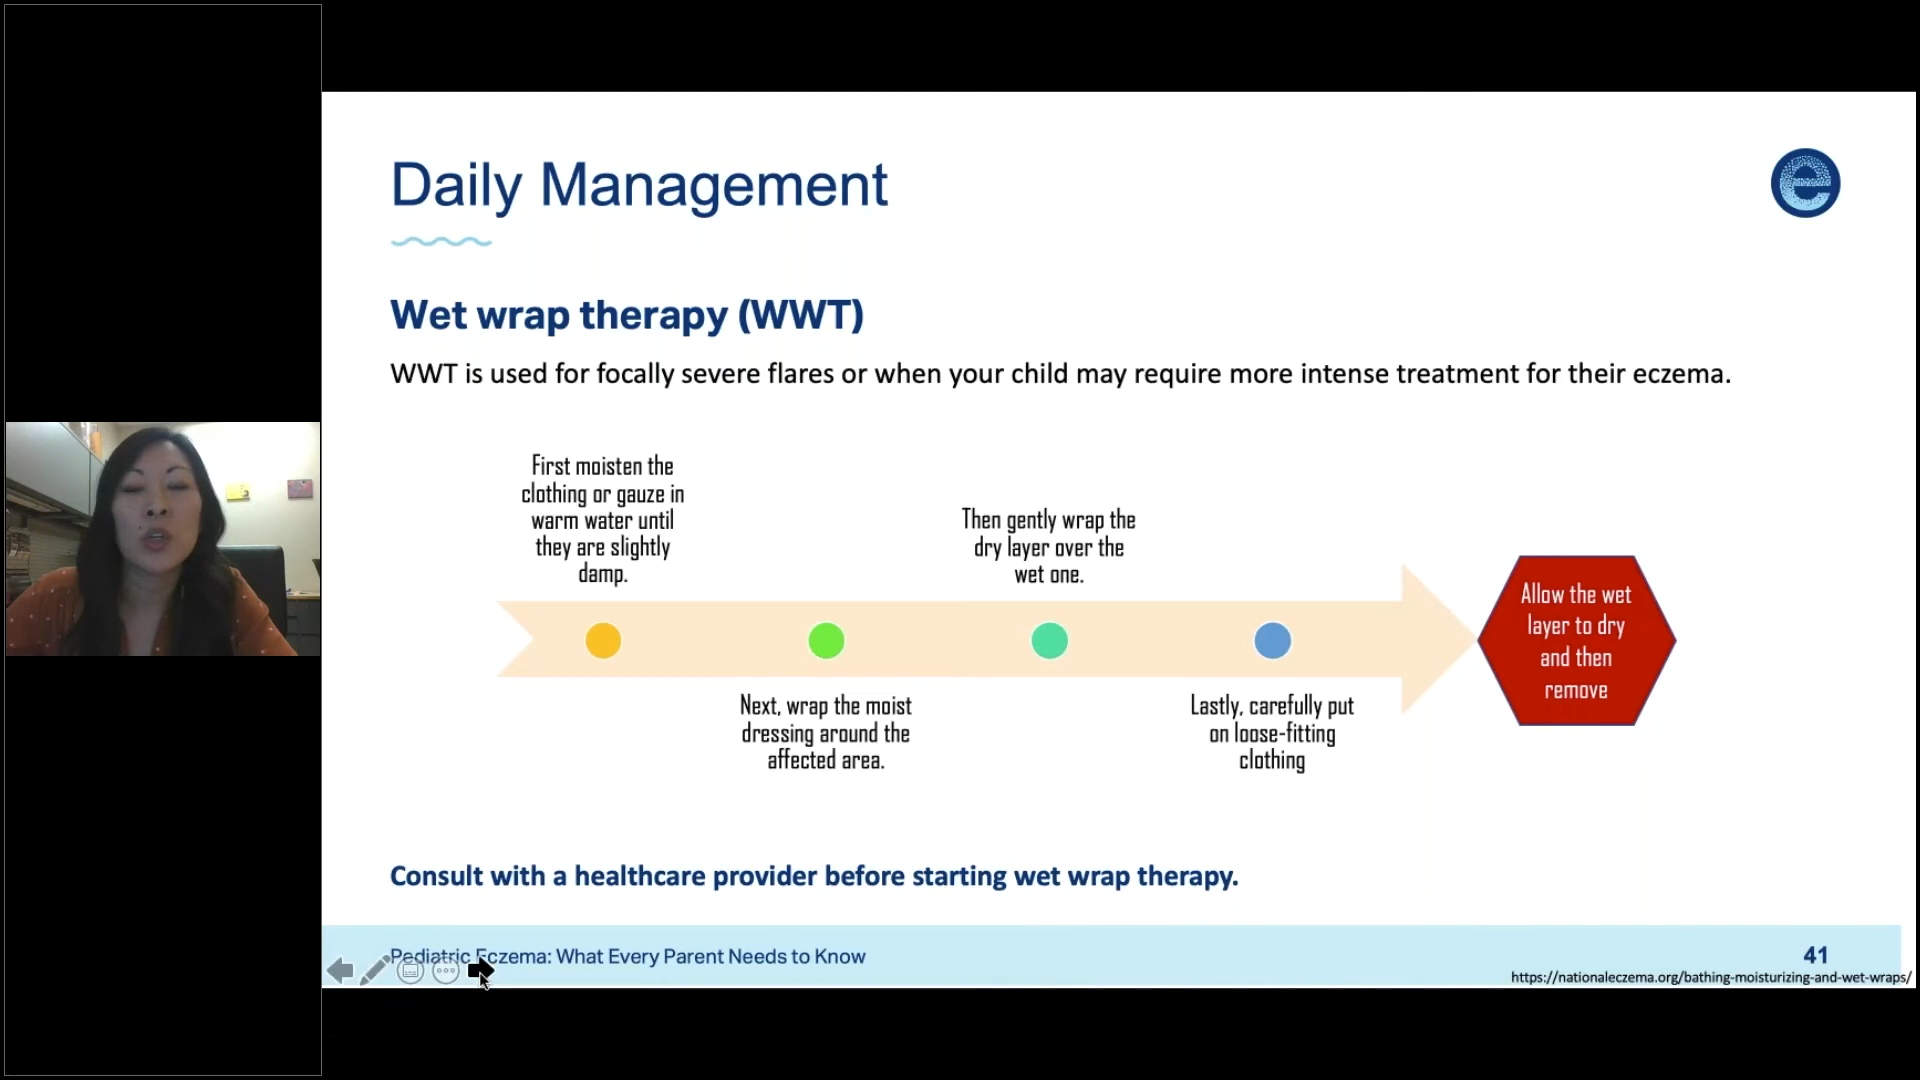 Daily Management
Wet wrap therapy (WWT)
WWT is used for focally severe flares or when your child may require more intense treatment for their eczema.
First moisten the
clothing or gauze in
warm water until
they are slightly
damp.
Next, wrap the moist
dressing around the
affected area.
Then gently wrap the
dry layer over the
wet one.
Lastly, carefully put
on loose-fitting
clothing
Allow the wet
layer to dry
and then
remove
Consult with a healthcare provider before starting wet wrap therapy.
Pediatric Eczema: What Every Parent Needs to Know
41
https://nationaleczema.org/bathing-moisturizing-and-wet-wraps/